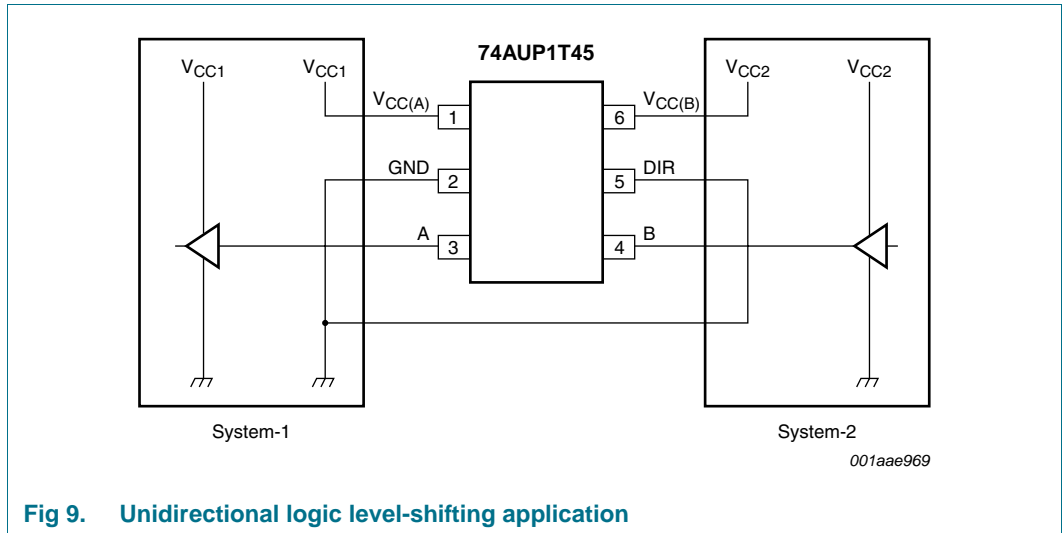 74AUP1T45
VCC1 VCC1 VCC2 VCC2
VCC(A) VCC(B)
1 6
GND DIR
2 5
A B
3 4
System-1 System-2
001aae969
Fig 9. Unidirectional logic level-shifting application